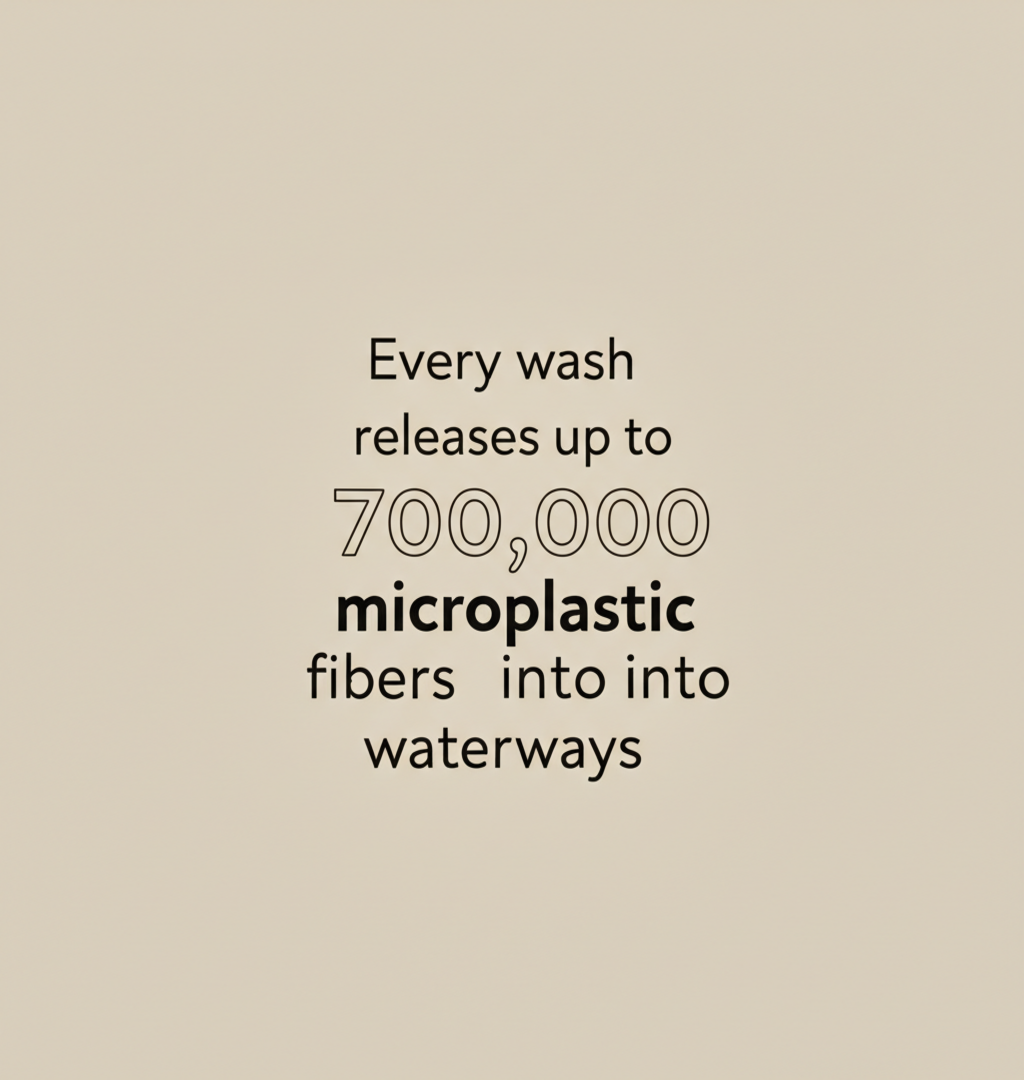 Every wash
releases up to
700,000
microplastic
fibers into into
waterways